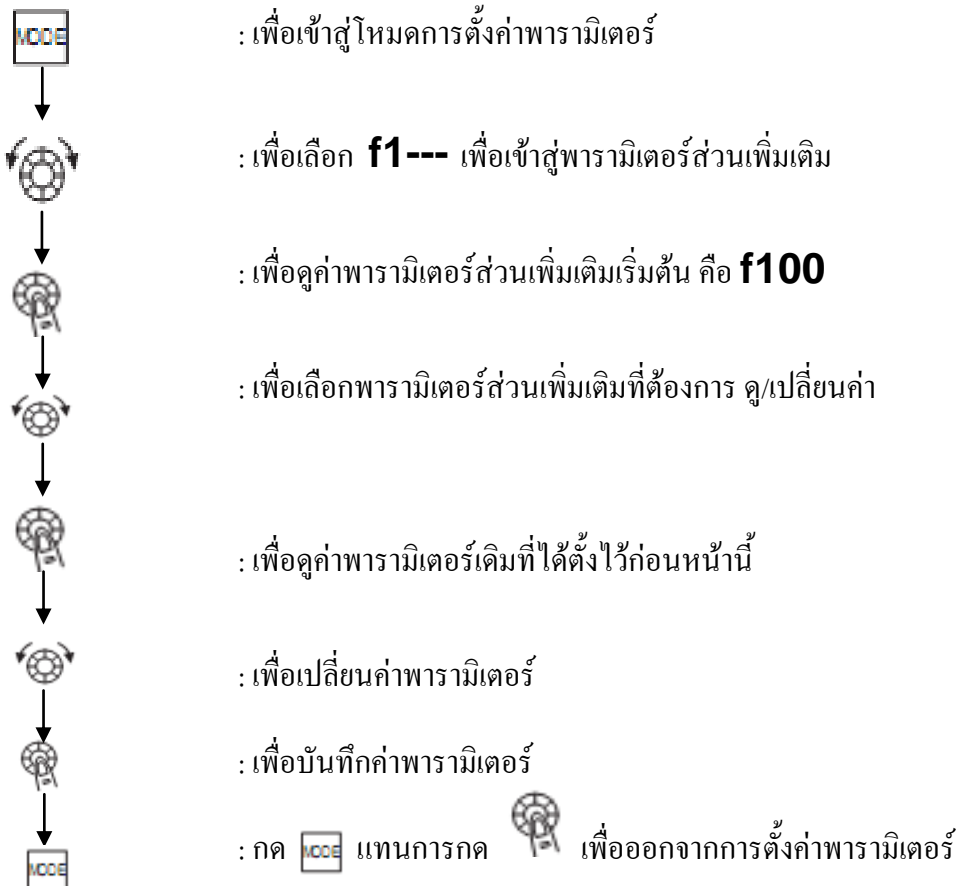 MODE
: เพื่อเข้าสู่โหมดการตั้งค่าพารามิเตอร์
: เพื่อเลือก f1--- เพื่อเข้าสู่พารามิเตอร์ส่วนเพิ่มเติม
: เพื่อดูค่าพารามิเตอร์ส่วนเพิ่มเติมเริ่มต้น คือ f100
: เพื่อเลือกพารามิเตอร์ส่วนเพิ่มเติมที่ต้องการ ดู/เปลี่ยนค่า
: เพื่อดูค่าพารามิเตอร์เดิมที่ได้ตั้งไว้ก่อนหน้านี้
: เพื่อเปลี่ยนค่าพารามิเตอร์
: เพื่อบันทึกค่าพารามิเตอร์
MODE : กด MODE แทนการกด เพื่อออกจากการตั้งค่าพารามิเตอร์